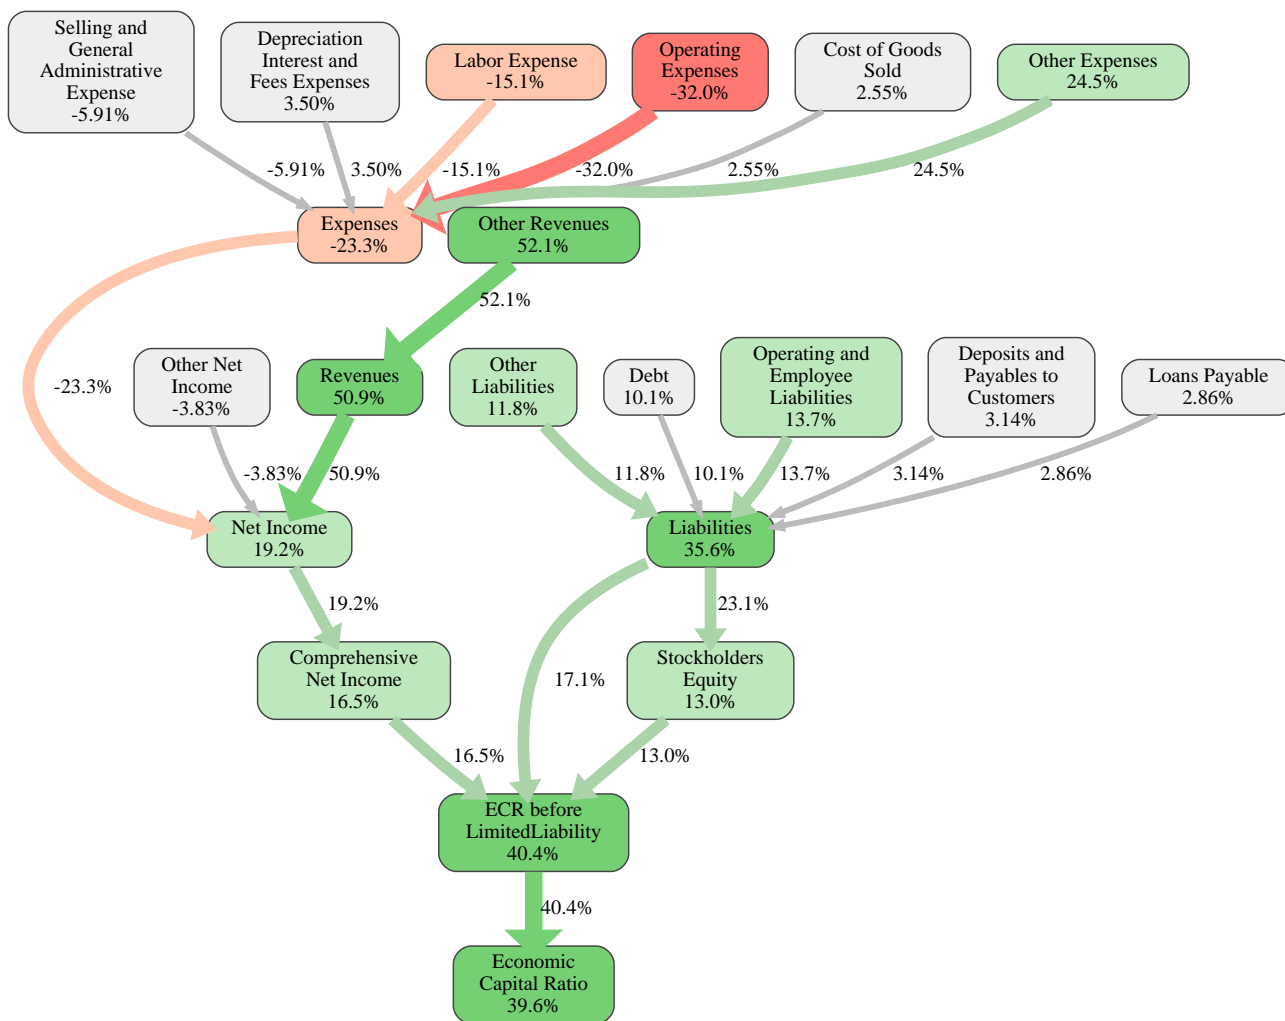 Selling and
General
Administrative
Expense
-5.91%
Depreciation
Interest and
Fees Expenses
3.50%
Labor Expense
-15.1%
Operating
Expenses
-32.0%
Cost of Goods
Sold
2.55%
Other Expenses
24.5%
-5.91%
3.50%
-15.1%
-32.0%
2.55%
24.5%
Expenses
-23.3%
Other Revenues
52.1%
52.1%
-23.3%
Other Net
Income
-3.83%
Revenues
50.9%
Other
Liabilities
11.8%
Debt
10.1%
Operating and
Employee
Liabilities
13.7%
Deposits and
Payables to
Customers
3.14%
Loans Payable
2.86%
-3.83%
50.9%
11.8%
10.1%
13.7%
3.14%
2.86%
Net Income
19.2%
Liabilities
35.6%
19.2%
23.1%
Comprehensive
Net Income
16.5%
17.1%
Stockholders
Equity
13.0%
16.5%
13.0%
ECR before
LimitedLiability
40.4%
40.4%
Economic
Capital Ratio
39.6%